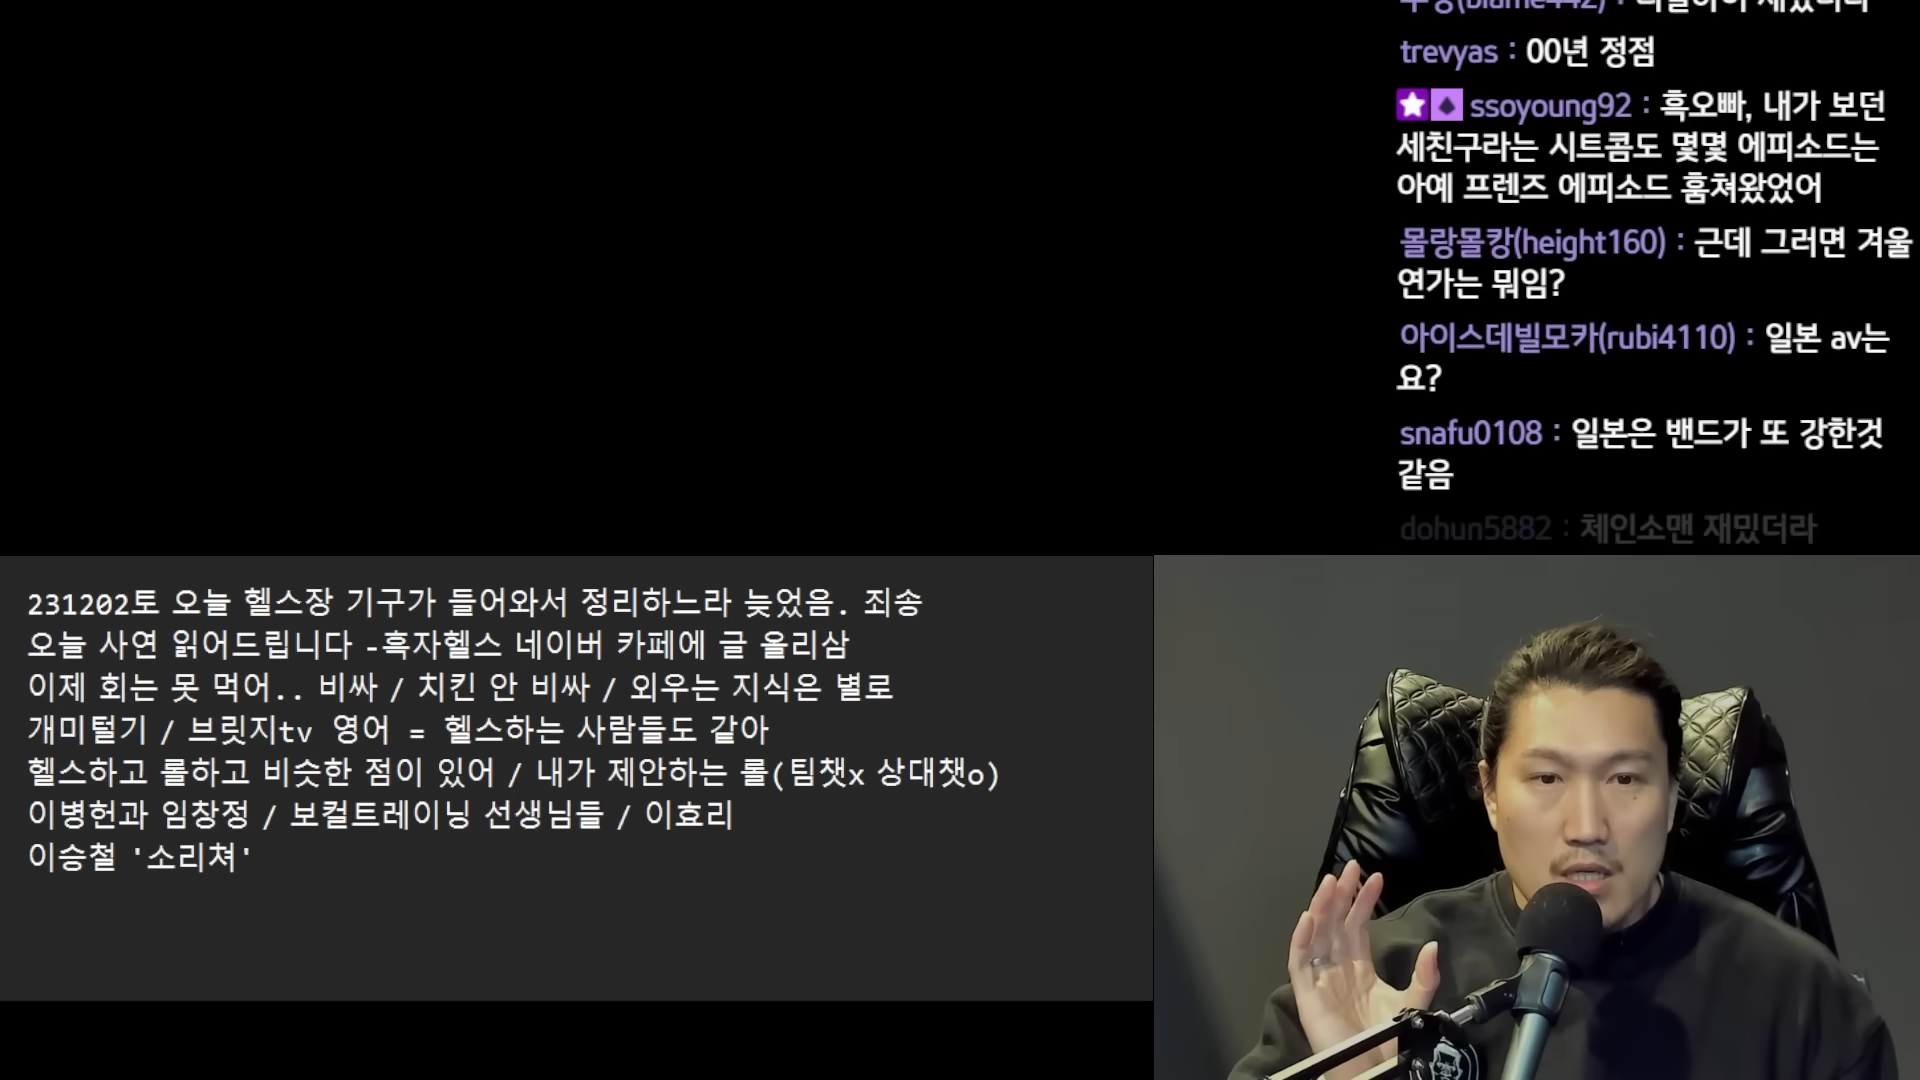 trevyas : 00년 정점
ssoyoung92 : 흑오빠, 내가 보던
세친구라는 시트콤도 몇몇 에피소드는
아예 프렌즈 에피소드 훔쳐왔었어
몰랑몰캉(height160) : 근데 그러면 겨울
연가는 뭐임?
아이스데빌모카(rubi4110) : 일본 av는
요?
snafu0108 : 일본은 밴드가 또 강한것
같음
dohun5882 : 체인소맨 재밌더라
231202토 오늘 헬스장 기구가 들어와서 정리하느라 늦었음. 죄송
오늘 사연 읽어드립니다 -흑자헬스 네이버 카페에 글 올리삼
이제 회는 못 먹어.. 비싸 / 치킨 안 비싸 / 외우는 지식은 별로
개미털기 / 브릿지tv 영어 = 헬스하는 사람들도 같아
헬스하고 롤하고 비슷한 점이 있어 / 내가 제안하는 롤(팀챗x 상대챗o)
이병헌과 임창정 / 보컬트레이닝 선생님들 / 이효리
이승철 '소리쳐'